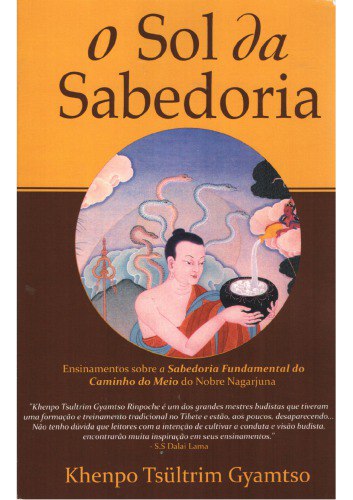 o Sol da
Sabedoria
Ensinamentos sobre a Sabedoria Fundamental do
Caminho do Meio do Nobre Nagarjuna
"Khenpo Tsultrim Gyamtso Rinpoche é um dos grandes mestres budistas que tiveram
uma formação e treinamento tradicional no Tibete e estão, aos poucos, desaparecendo...
Não tenho dúvida que leitores com a intenção de cultivar a conduta e visão budista,
encontrarão muita inspiração em seus ensinamentos."
- S.S Dalai Lama
Khenpo Tsültrim Gyamtso